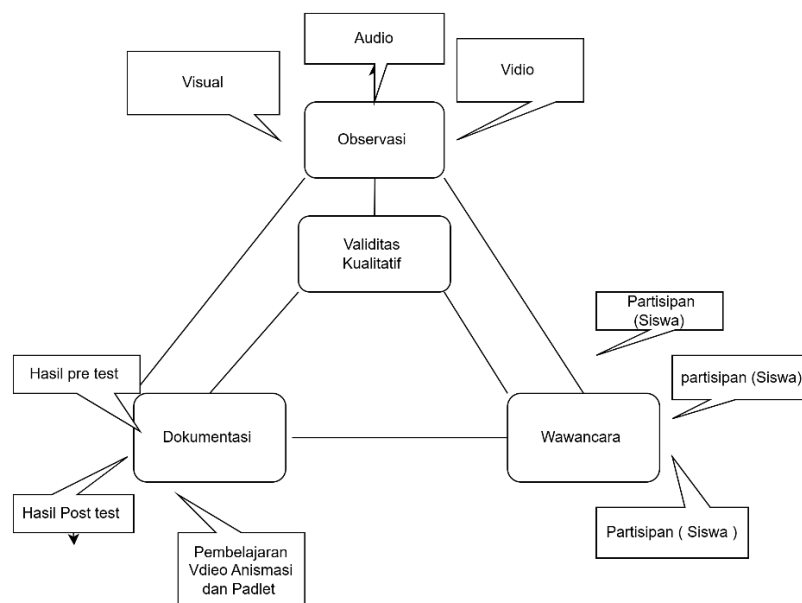 Audio
Visual
Vidio
Observasi
Validitas
Kualitatif
Partisipan
(Siswa)
Hasil pre test
partisipan (Siswa)
Dokumentasi
Wawancara
Hasil Post test
Partisipan ( Siswa )
Pembelajaran
Vdieo Anismasi
dan Padlet